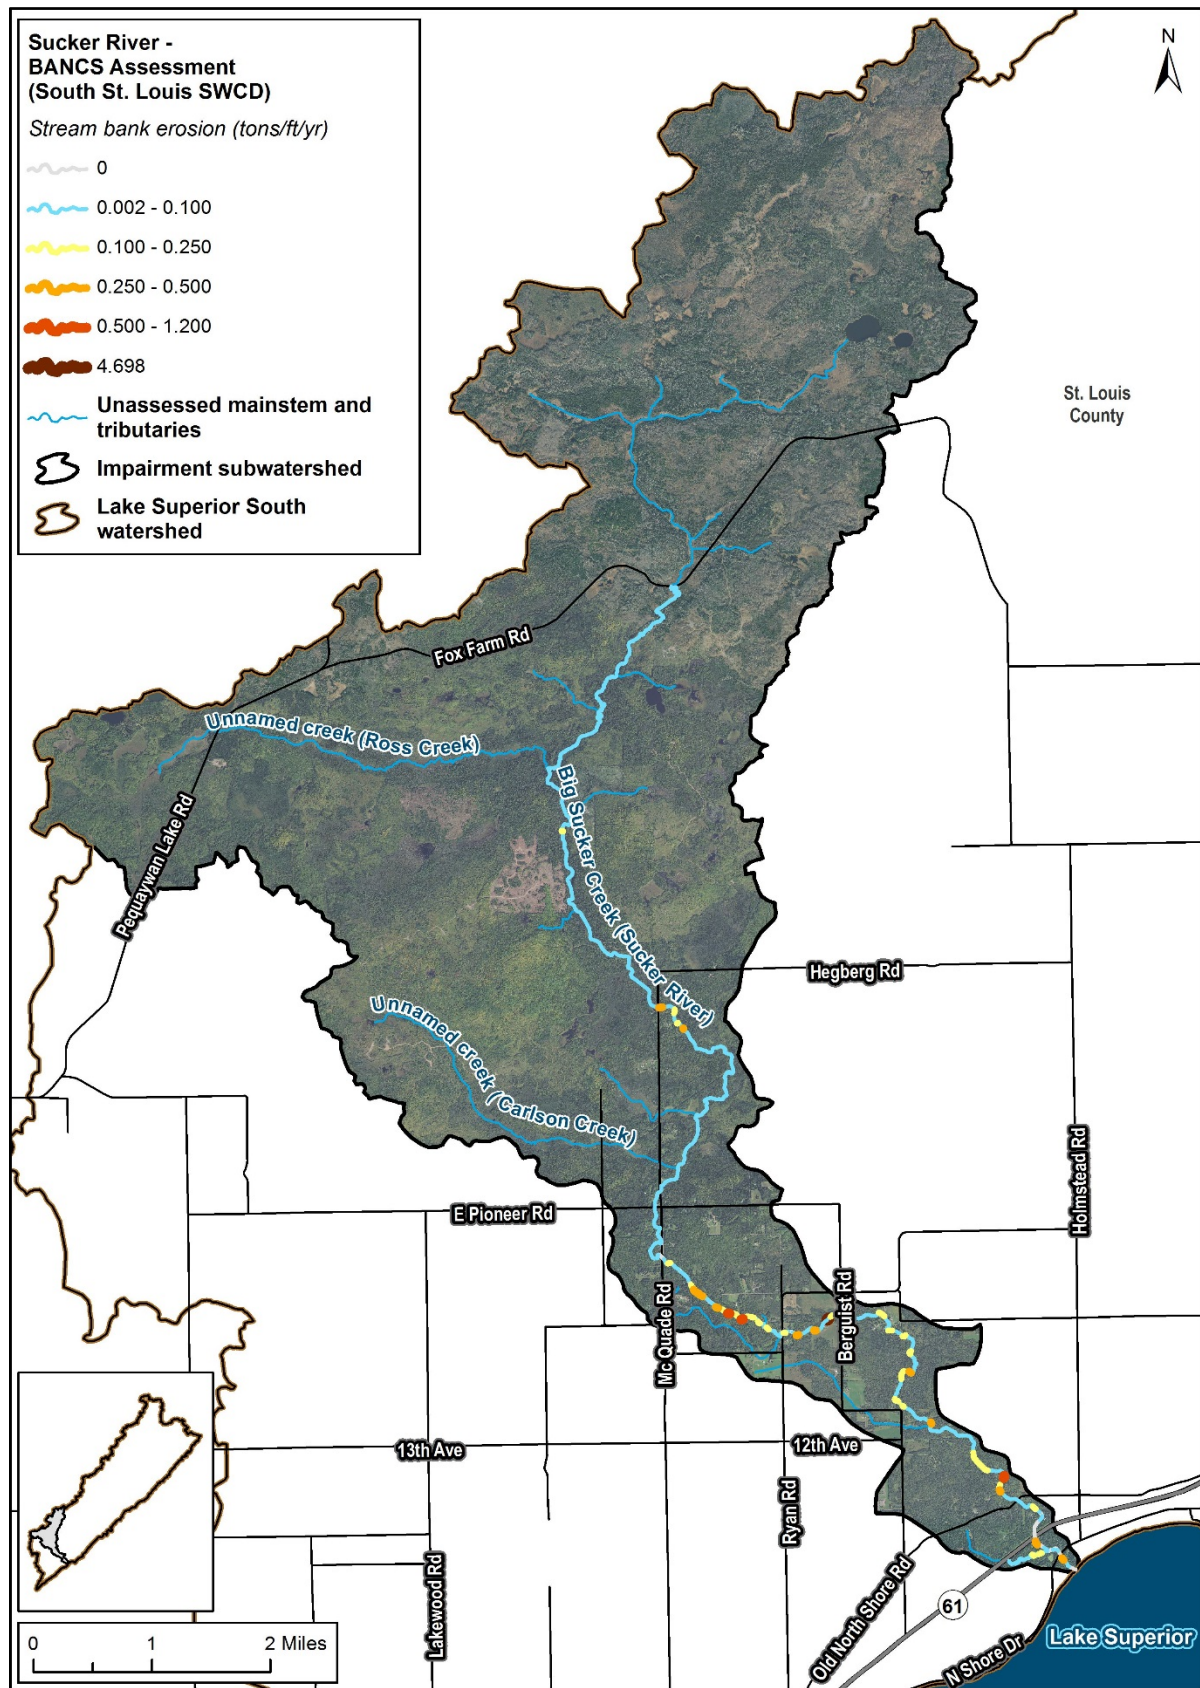 Sucker River -
BANCS Assessment
(South St. Louis SWCD)
Stream bank erosion (tons/ft/yr)
0
0.002 - 0.100
0.100 - 0.250
0.250 - 0.500
0.500 - 1.200
4.698
Unassessed mainstem and
tributaries
Impairment subwatershed
Lake Superior South
watershed
N
St. Louis
County
Fox Farm Rd
Unnamed creek (Ross Creek)
Big Sucker Creek (Sucker River)
Pequaywan Lake Rd
Hegberg Rd
Unnamed creek (Carlson Creek)
Holmstead Rd
E Pioneer Rd
Mc Quade Rd
Berguist Rd
13th Ave
12th Ave
Ryan Rd
Lakewood Rd
Old North Shore Rd
61
N Shore Dr
Lake Superior
0 1 2 Miles